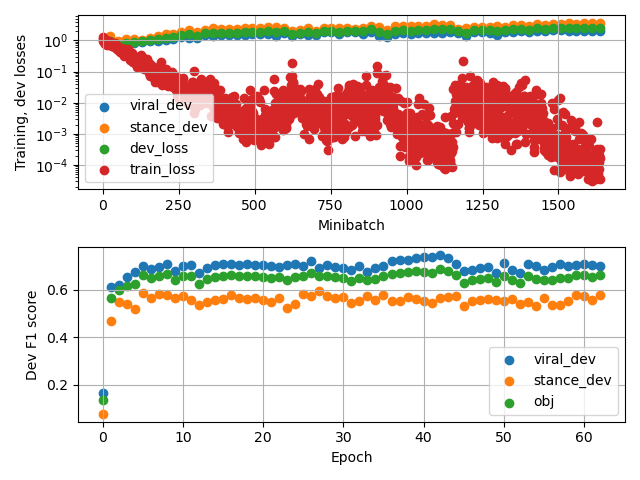 Training, dev losses
10⁰
10⁻¹
10⁻²
10⁻³
10⁻⁴
viral_dev
stance_dev
dev_loss
train_loss
0 250 500 750 1000 1250 1500
Minibatch
Dev F1 score
0.6
0.4
0.2
viral_dev
stance_dev
obj
0 10 20 30 40 50 60
Epoch